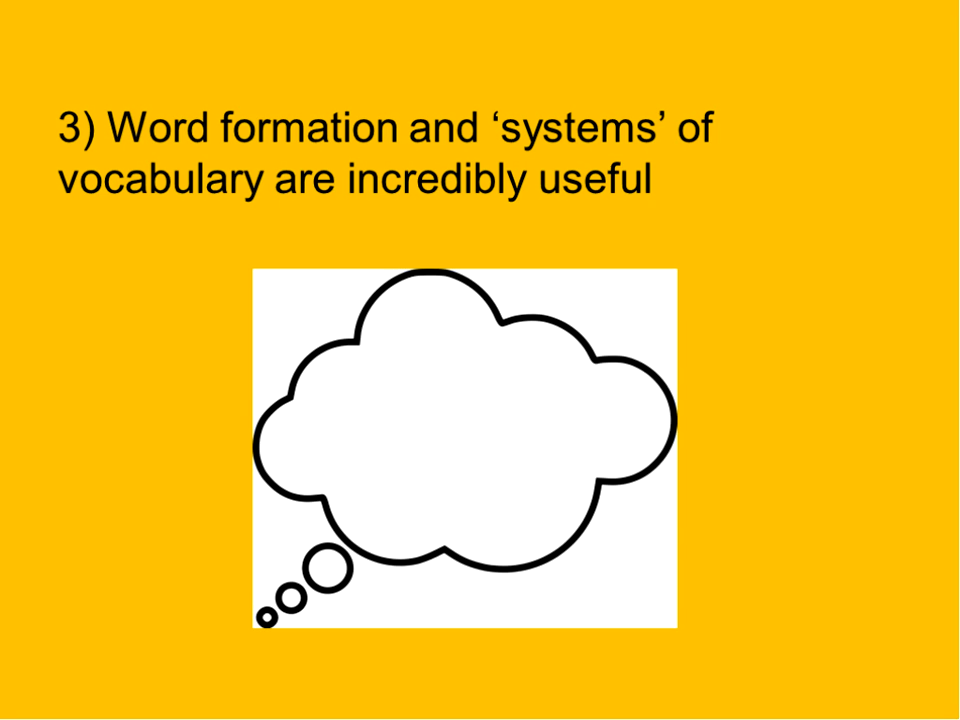 3) Word formation and ‘systems’ of
vocabulary are incredibly useful